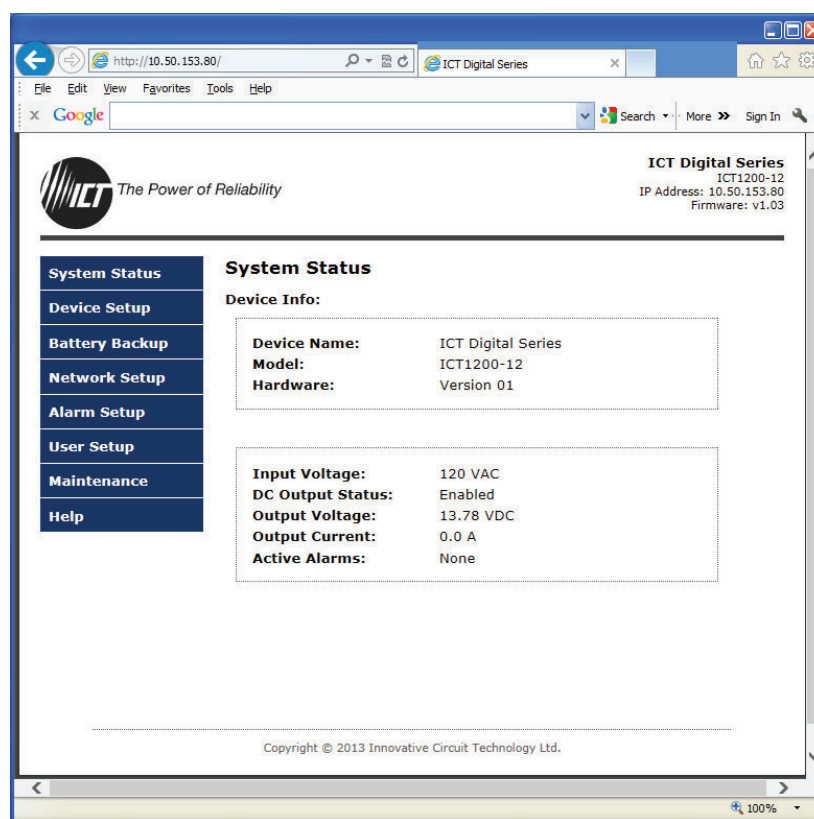 http://10.50.153.80/
ICT Digital Series
File Edit View Favorites Tools Help
x Google Search More » Sign In
ICT The Power of Reliability
ICT Digital Series
ICT1200-12
IP Address: 10.50.153.80
Firmware: v1.03
System Status
Device Setup
Battery Backup
Network Setup
Alarm Setup
User Setup
Maintenance
Help
System Status
Device Info:
Device Name: ICT Digital Series
Model: ICT1200-12
Hardware: Version 01
Input Voltage: 120 VAC
DC Output Status: Enabled
Output Voltage: 13.78 VDC
Output Current: 0.0 A
Active Alarms: None
Copyright © 2013 Innovative Circuit Technology Ltd.
100%